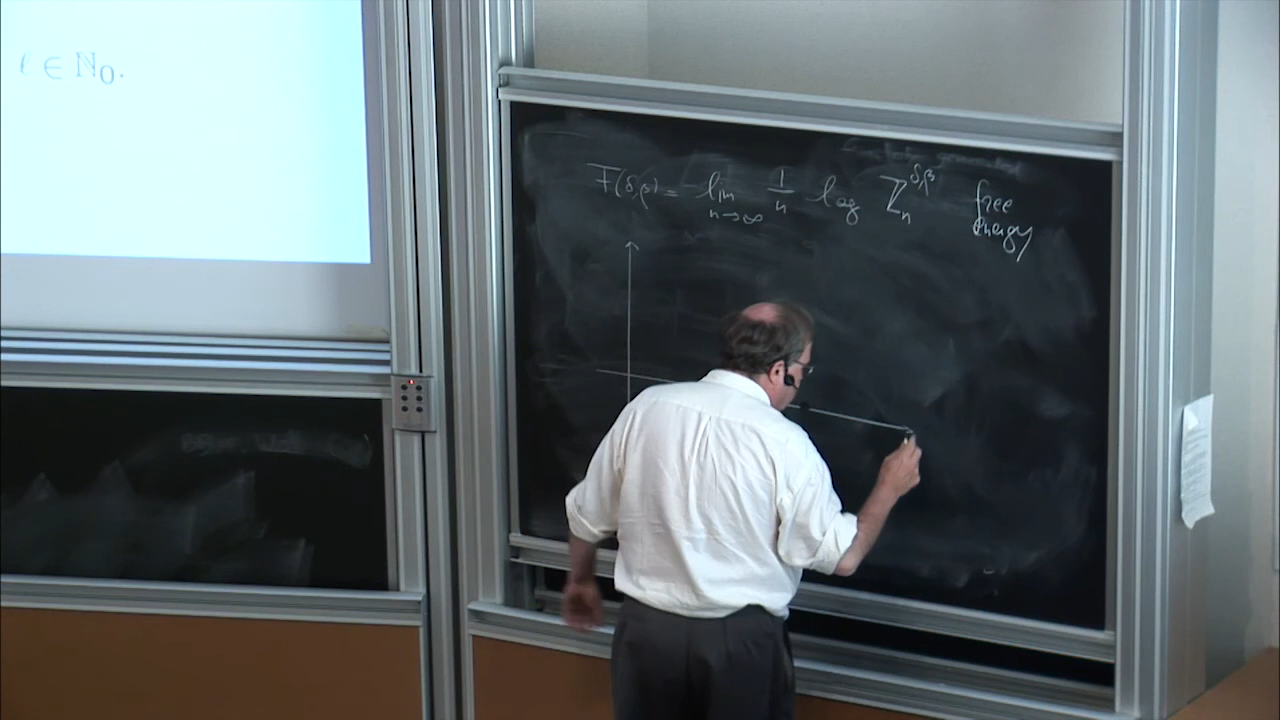 ℓ ∈ ℕ₀.
F(δ,β) = lim_{n→∞} 1/n log Z_n^{δ,β} free energy